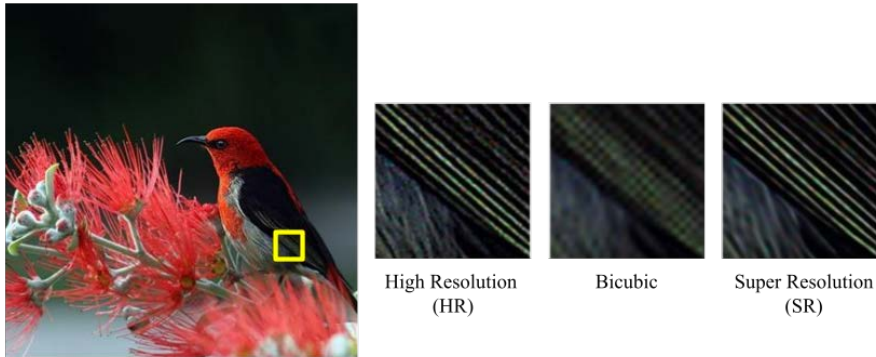 High Resolution
(HR)
Bicubic
Super Resolution
(SR)